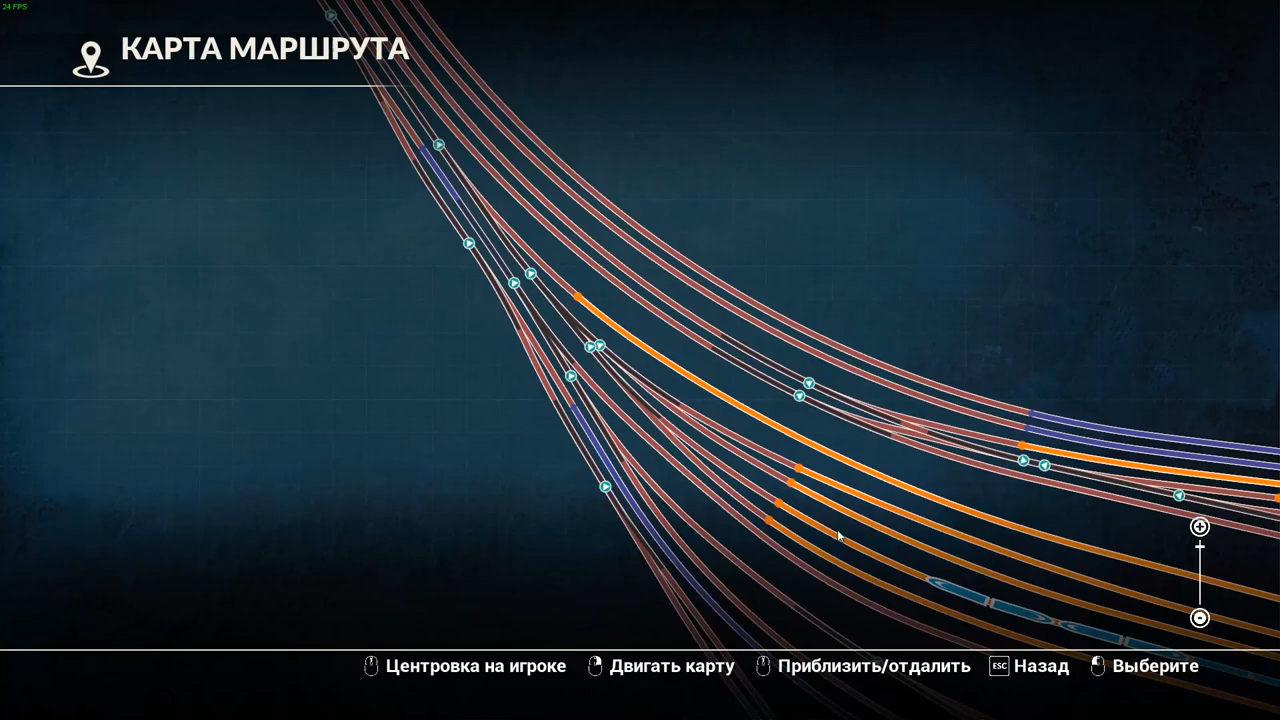 24 FPS
КАРТА МАРШРУТА
Центровка на игроке Двигать карту Приблизить/отдалить ESC Назад Выберите